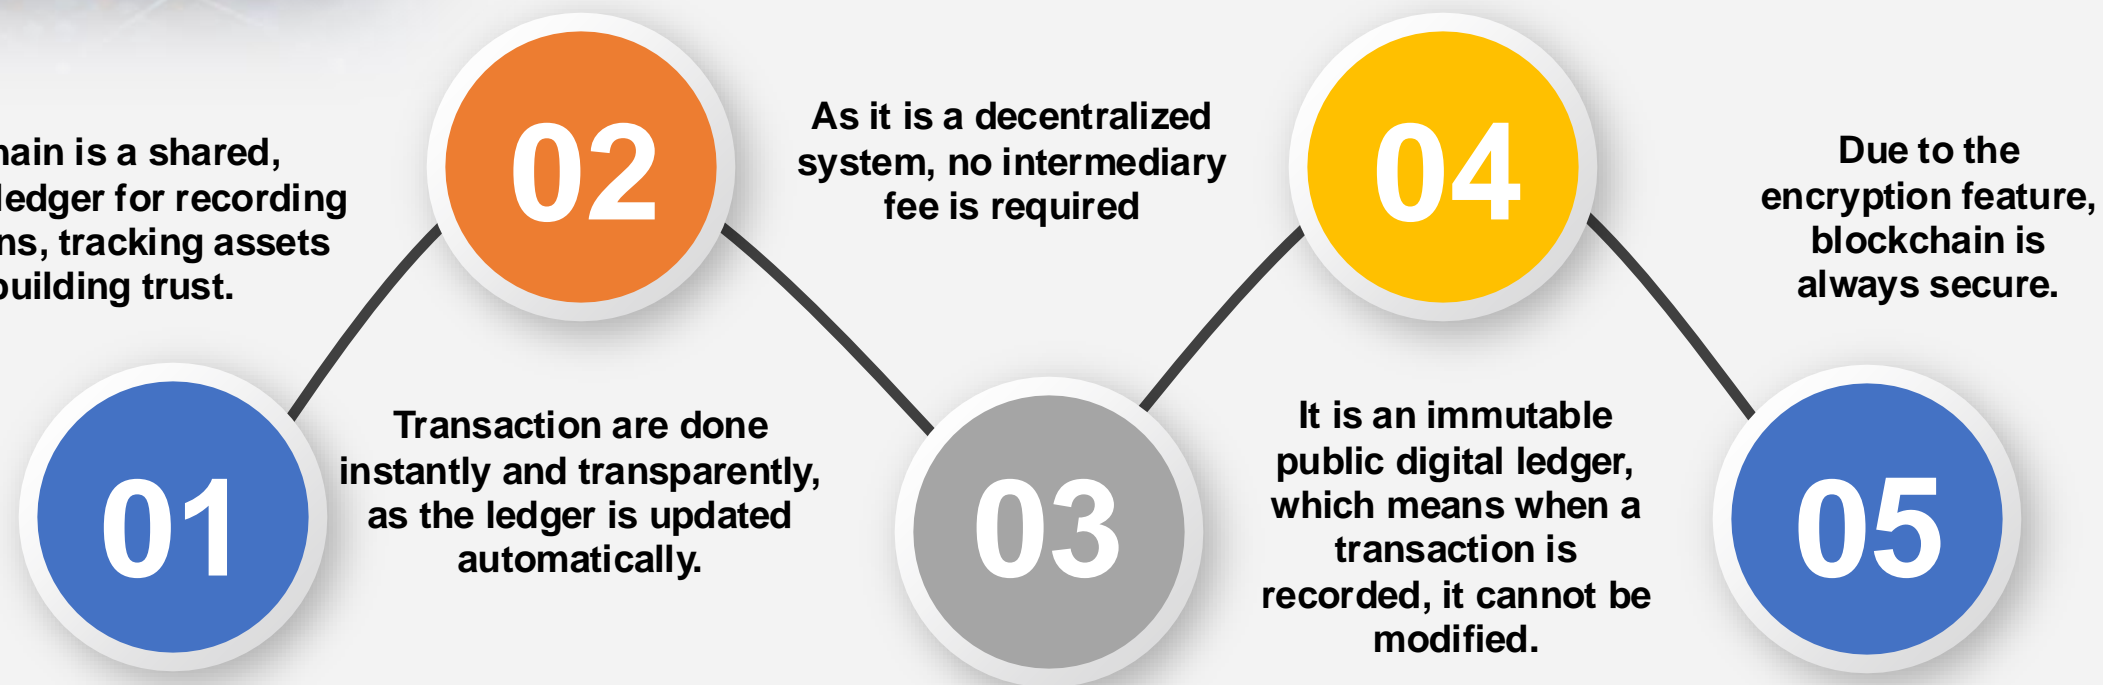 hain is a shared,
ledger for recording
ns, tracking assets
building trust.
01
02
Transaction are done
instantly and transparently,
as the ledger is updated
automatically.
As it is a decentralized
system, no intermediary
fee is required
03
04
It is an immutable
public digital ledger,
which means when a
transaction is
recorded, it cannot be
modified.
Due to the
encryption feature,
blockchain is
always secure.
05